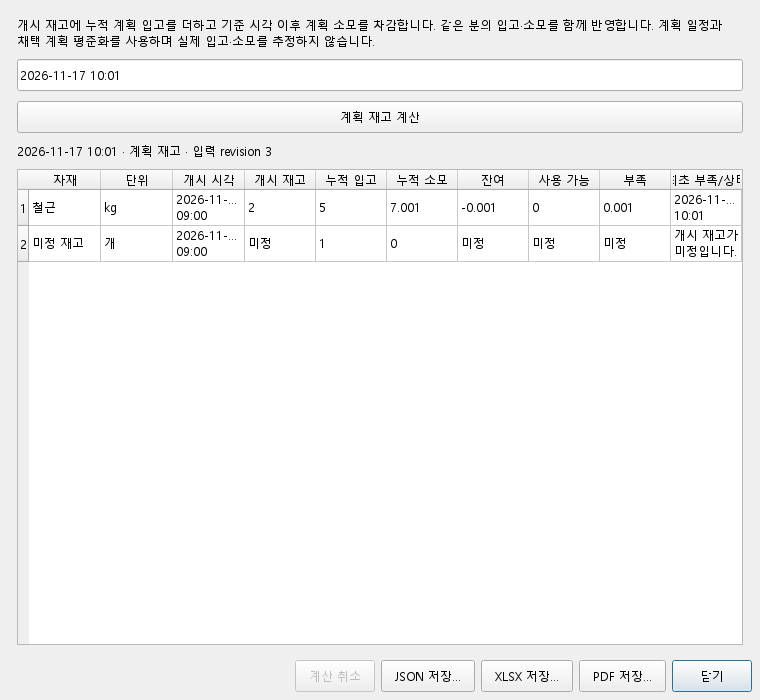 개시 재고에 누적 계획 입고를 더하고 기준 시각 이후 계획 소모를 차감합니다. 같은 분의 입고·소모를 함께 반영합니다. 계획 일정과
채택 계획 평준화를 사용하며 실제 입고·소모를 추정하지 않습니다.
2026-11-17 10:01
계획 재고 계산
2026-11-17 10:01 · 계획 재고 · 입력 revision 3
자재 단위 개시 시각 개시 재고 누적 입고 누적 소모 잔여 사용 가능 부족 최초 부족/상태
1 철근 kg 2026-11-... 09:00 2 5 7.001 -0.001 0 0.001 2026-11-... 10:01
2 미정 재고 개 2026-11-... 09:00 미정 1 0 미정 미정 미정 개시 재고가 미정입니다.
계산 취소 JSON 저장... XLSX 저장... PDF 저장... 닫기